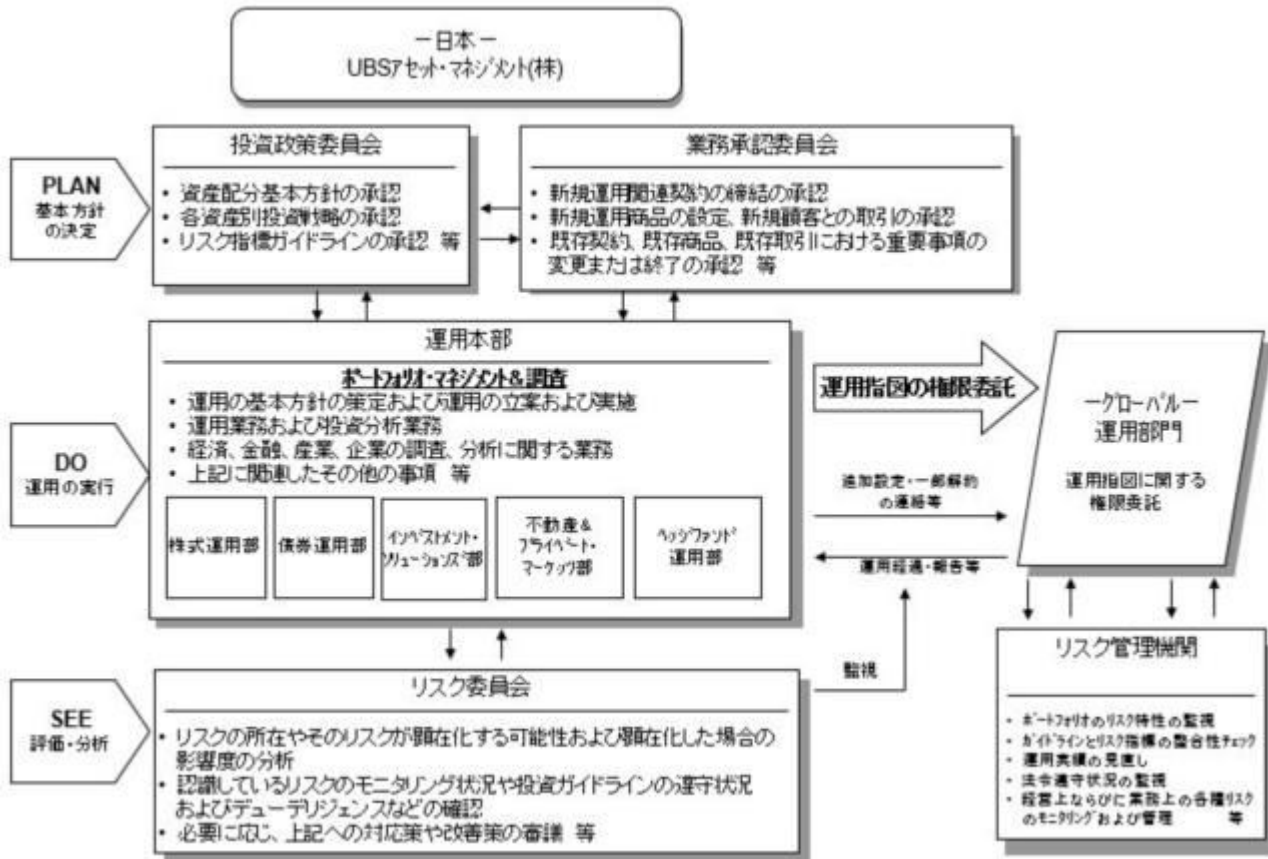 －日本－
UBSｱｾｯﾄ･ﾏﾈｼﾞﾒﾝﾄ(株)
PLAN
基本方針
の決定
投資政策委員会
・ 資産配分基本方針の承認
・ 各資産別投資戦略の承認
・ リスク指標ガイドラインの承認 等
業務承認委員会
・ 新規運用関連契約の締結の承認
・ 新規運用商品の設定、新規顧客との取引の承認
・ 既存契約、既存商品、既存取引における重要事項の
変更または終了の承認 等
DO
運用の実行
運用本部
ﾎﾟｰﾄﾌｫﾘｵ･ﾏﾈｼﾞﾒﾝﾄ&調査
・ 運用の基本方針の策定および運用の立案および実施
・ 運用業務および投資分析業務
・ 経済、金融、産業、企業の調査、分析に関する業務
・ 上記に関連したその他の事項 等
株式運用部
債券運用部
ｲﾝﾍﾞｽﾄﾒﾝﾄ･
ｿﾘｭｰｼｮﾝｽﾞ部
不動産&
ﾌﾟﾗｲﾍﾞｰﾄ･
ﾏｰｹｯﾂ部
ﾍｯｼﾞﾌｧﾝﾄﾞ
運用部
運用指図の権限委託
追加設定・一部解約
の連絡等
運用経過・報告等
監視
－ｸﾞﾛｰﾊﾞﾙ－
運用部門
運用指図に関する
権限委託
SEE
評価・分析
リスク委員会
・ リスクの所在やそのリスクが顕在化する可能性および顕在化した場合の
影響度の分析
・ 認識しているリスクのモニタリング状況や投資ガイドラインの遵守状況
およびデューデリジェンスなどの確認
・ 必要に応じ、上記への対応策や改善策の審議 等
リスク管理機関
・ ﾎﾟｰﾄﾌｫﾘｵのﾘｽｸ特性の監視
・ ｶﾞｲﾄﾞﾗｲﾝとﾘｽｸ指標の整合性ﾁｪｯｸ
・ 運用実績の見直し
・ 法令遵守状況の監視
・ 経営上ならびに業務上の各種ﾘｽｸ
のﾓﾆﾀﾘﾝｸﾞおよび管理 等